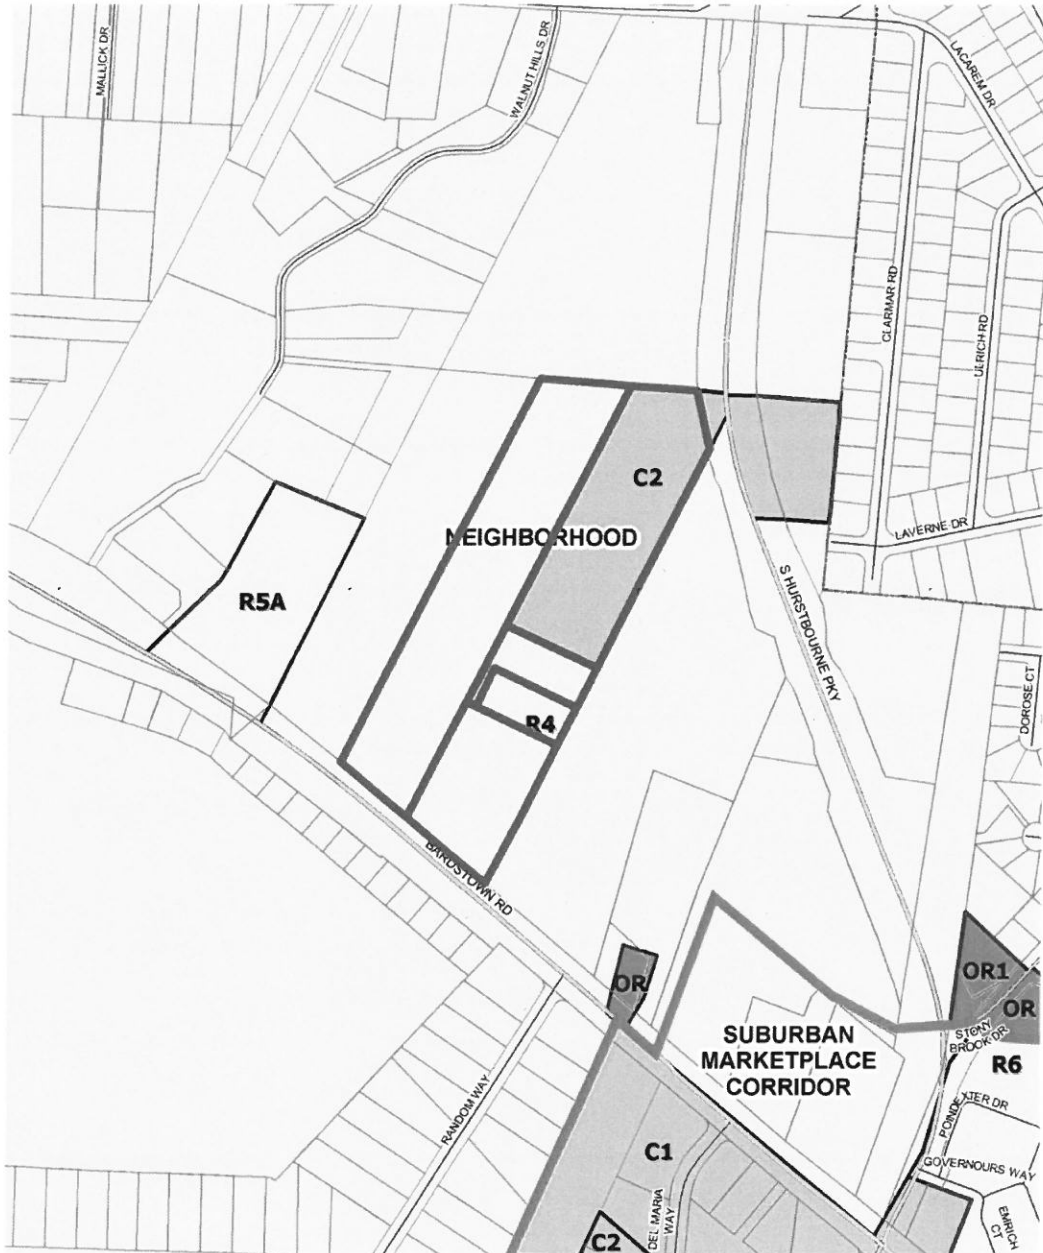 MALLICK DR
WALNUT HILLS DR
LACAREM DR
CLARMAR RD
ULRICH RD
C2
NEIGHBORHOOD
LAVERNE DR
R5A
S HURSTBOURNE PKY
DOROSE CT
R4
BARDSTOWN RD
OR1
OR
OR
STONY
BROOK DR
SUBURBAN
MARKETPLACE
CORRIDOR
R6
POINDEXTER DR
RANDOM WAY
C1
GOVERNOURS WAY
DEL MARIA
WAY
EMRICH
CT
C2